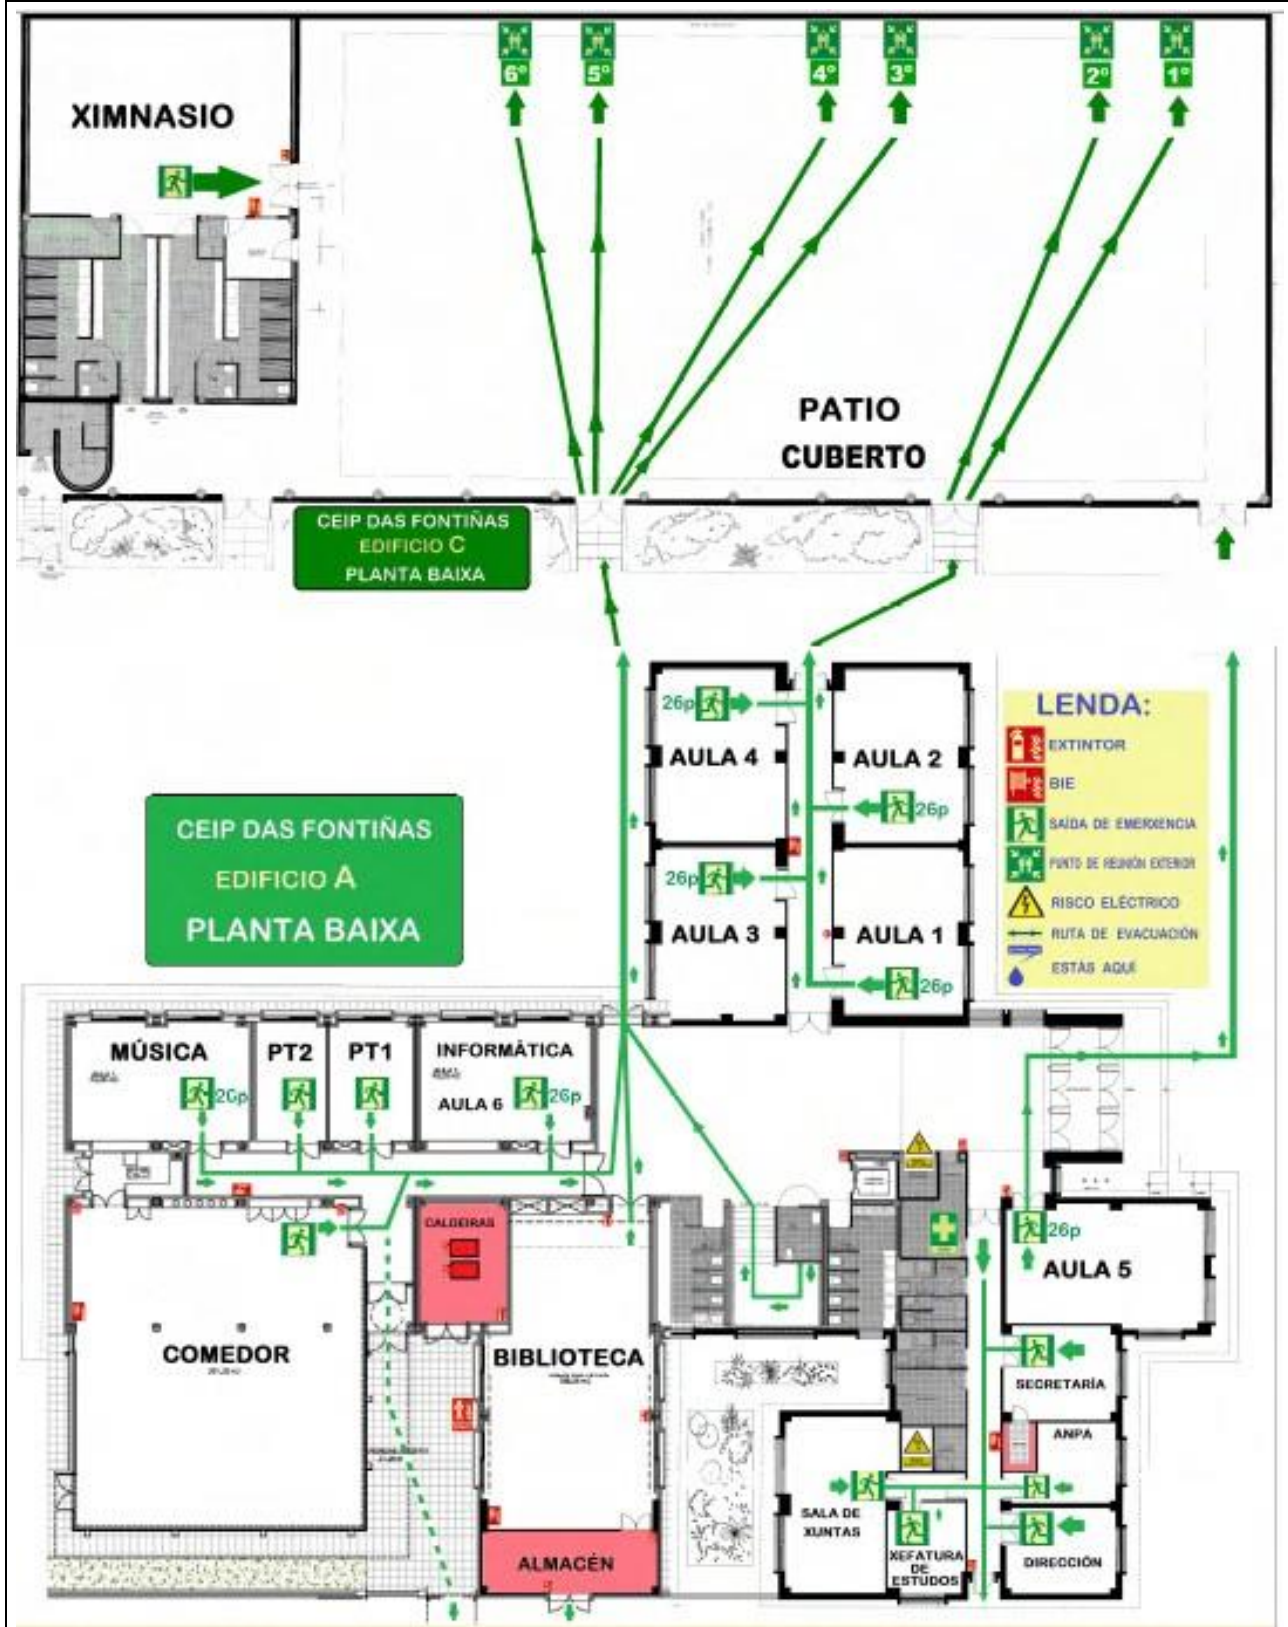 6º 5º 4º 3º 2º 1º
XIMNASIO
PATIO
CUBERTO
CEIP DAS FONTIÑAS
EDIFICIO C
PLANTA BAIXA
26p
AULA 4
AULA 2
26p
26p
AULA 3
AULA 1
26p
LENDA:
EXTINTOR
BIE
SAÍDA DE EMERXENCIA
PUNTO DE REUNIÓN EXTERIOR
RISCO ELÉCTRICO
RUTA DE EVACUACIÓN
ESTÁS AQUÍ
CEIP DAS FONTIÑAS
EDIFICIO A
PLANTA BAIXA
MÚSICA
26p
PT2
PT1
INFORMÁTICA
AULA 6
26p
CALDEIRAS
COMEDOR
BIBLIOTECA
ALMACÉN
26p
AULA 5
SECRETARÍA
ANPA
SALA DE
XUNTAS
XEFATURA
DE
ESTUDOS
DIRECCIÓN